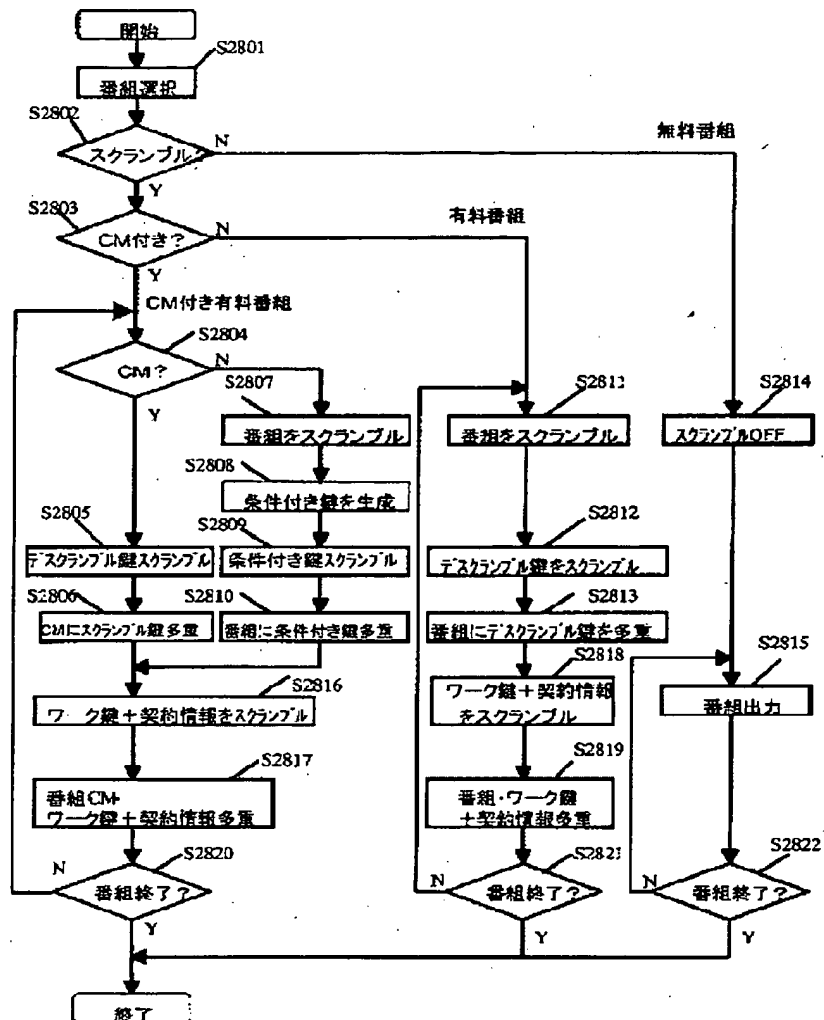 開始
S2801
番組選択
S2802
スクランブル?
N
無料番組
Y
S2803
CM付き?
N
有料番組
Y
CM付き有料番組
S2804
CM?
N
Y
S2807
番組をスクランブル
S2811
番組をスクランブル
S2814
スクランブルOFF
S2808
条件付き鍵を生成
S2805
デスクランブル鍵スクランブル
S2809
条件付き鍵スクランブル
S2812
デスクランブル鍵をスクランブル
S2806
CMにスクランブル鍵多重
S2810
番組に条件付き鍵多重
S2813
番組にデスクランブル鍵を多重
S2816
ワーク鍵+契約情報をスクランブル
S2818
ワーク鍵+契約情報
をスクランブル
S2815
番組出力
S2817
番組CM・
ワーク鍵+契約情報多重
S2819
番組・ワーク鍵
+契約情報多重
S2820
N
番組終了?
Y
S2821
N
番組終了?
Y
S2822
N
番組終了?
Y
終了